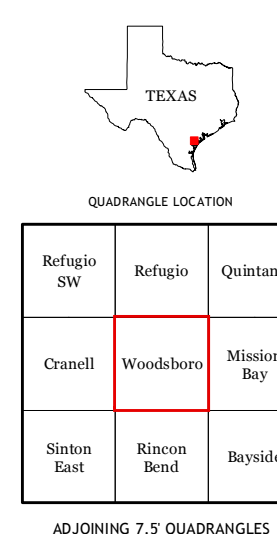 TEXAS
QUADRANGLE LOCATION
Refugio
SW
Refugio
Quintan
Cranell
Woodsboro
Mission
Bay
Sinton
East
Rincon
Bend
Bayside
ADJOINING 7.5' QUADRANGLES